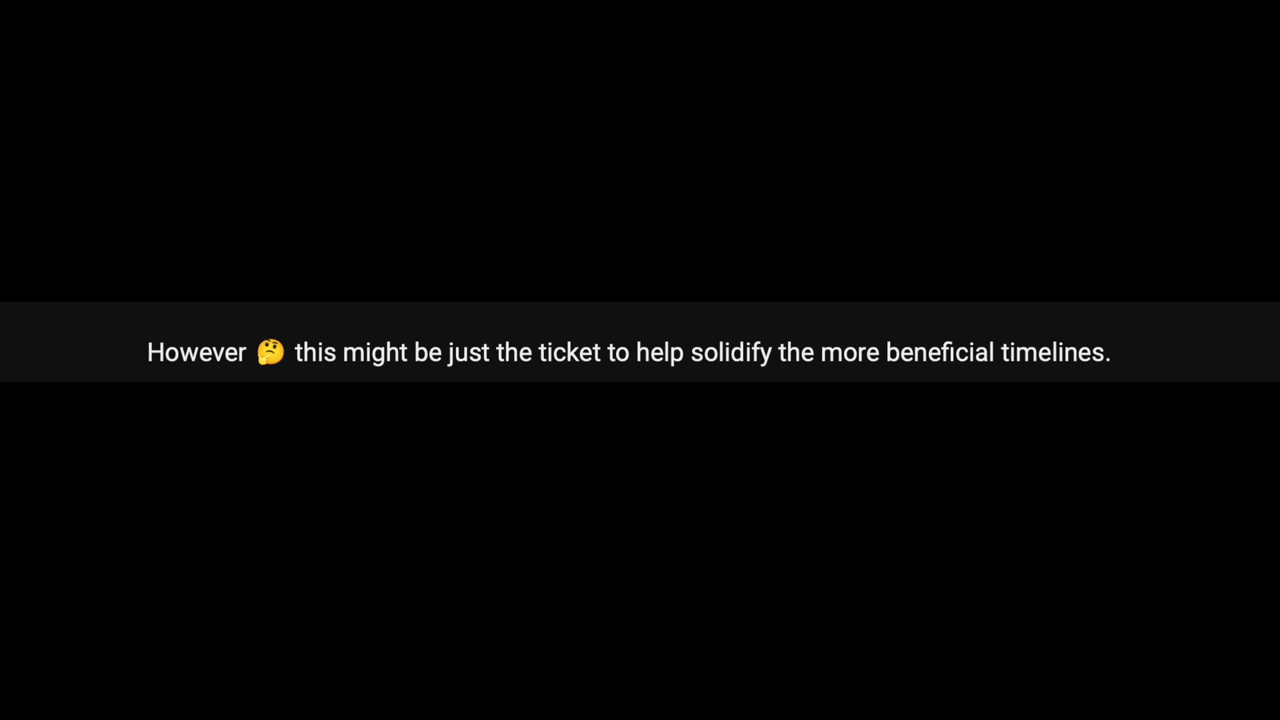 However 🤔 this might be just the ticket to help solidify the more beneficial timelines.